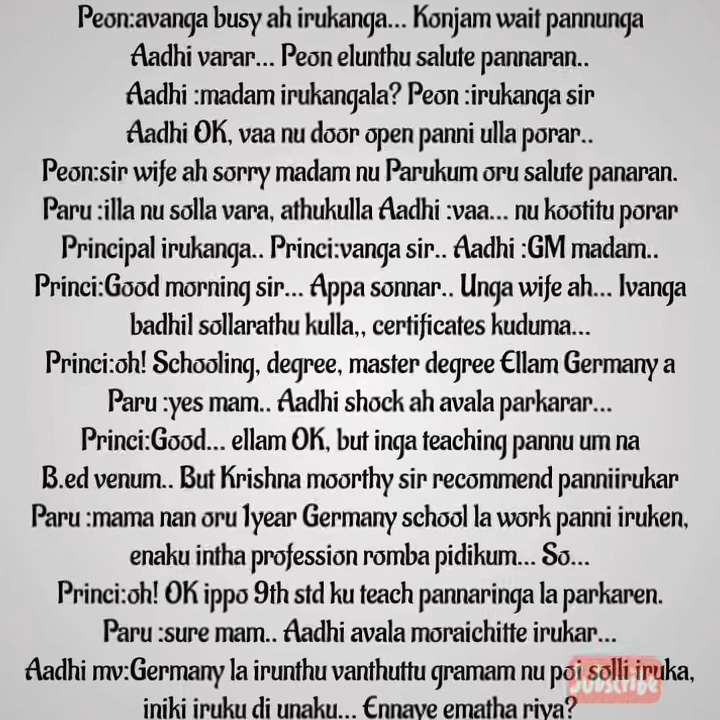 Peon:avanga busy ah irukanga... Konjam wait pannunga
Aadhi varar... Peon elunthu salute pannaran..
Aadhi :madam irukangala? Peon :irukanga sir
Aadhi OK, vaa nu door open panni ulla porar..
Peon:sir wife ah sorry madam nu Parukum oru salute panaran.
Paru :illa nu solla vara, athukulla Aadhi :vaa... nu kootitu porar
Principal irukanga.. Princi:vanga sir.. Aadhi :GM madam..
Princi:Good morning sir... Appa sonnar.. Unga wife ah... Ivanga
badhil sollarathu kulla,, certificates kuduma...
Princi:oh! Schooling, degree, master degree Ellam Germany a
Paru :yes mam.. Aadhi shock ah avala parkarar...
Princi:Good... ellam OK, but inga teaching pannu um na
B.ed venum.. But Krishna moorthy sir recommend panniirukar
Paru :mama nan oru 1year Germany school la work panni iruken,
enaku intha profession romba pidikum... So...
Princi:oh! OK ippo 9th std ku teach pannaringa la parkaren.
Paru :sure mam.. Aadhi avala moraichitte irukar...
Aadhi mv:Germany la irunthu vanthuttu gramam nu poi solli iruka,
iniki iruku di unaku... Ennaye ematha riya?
SUBSCRIBE